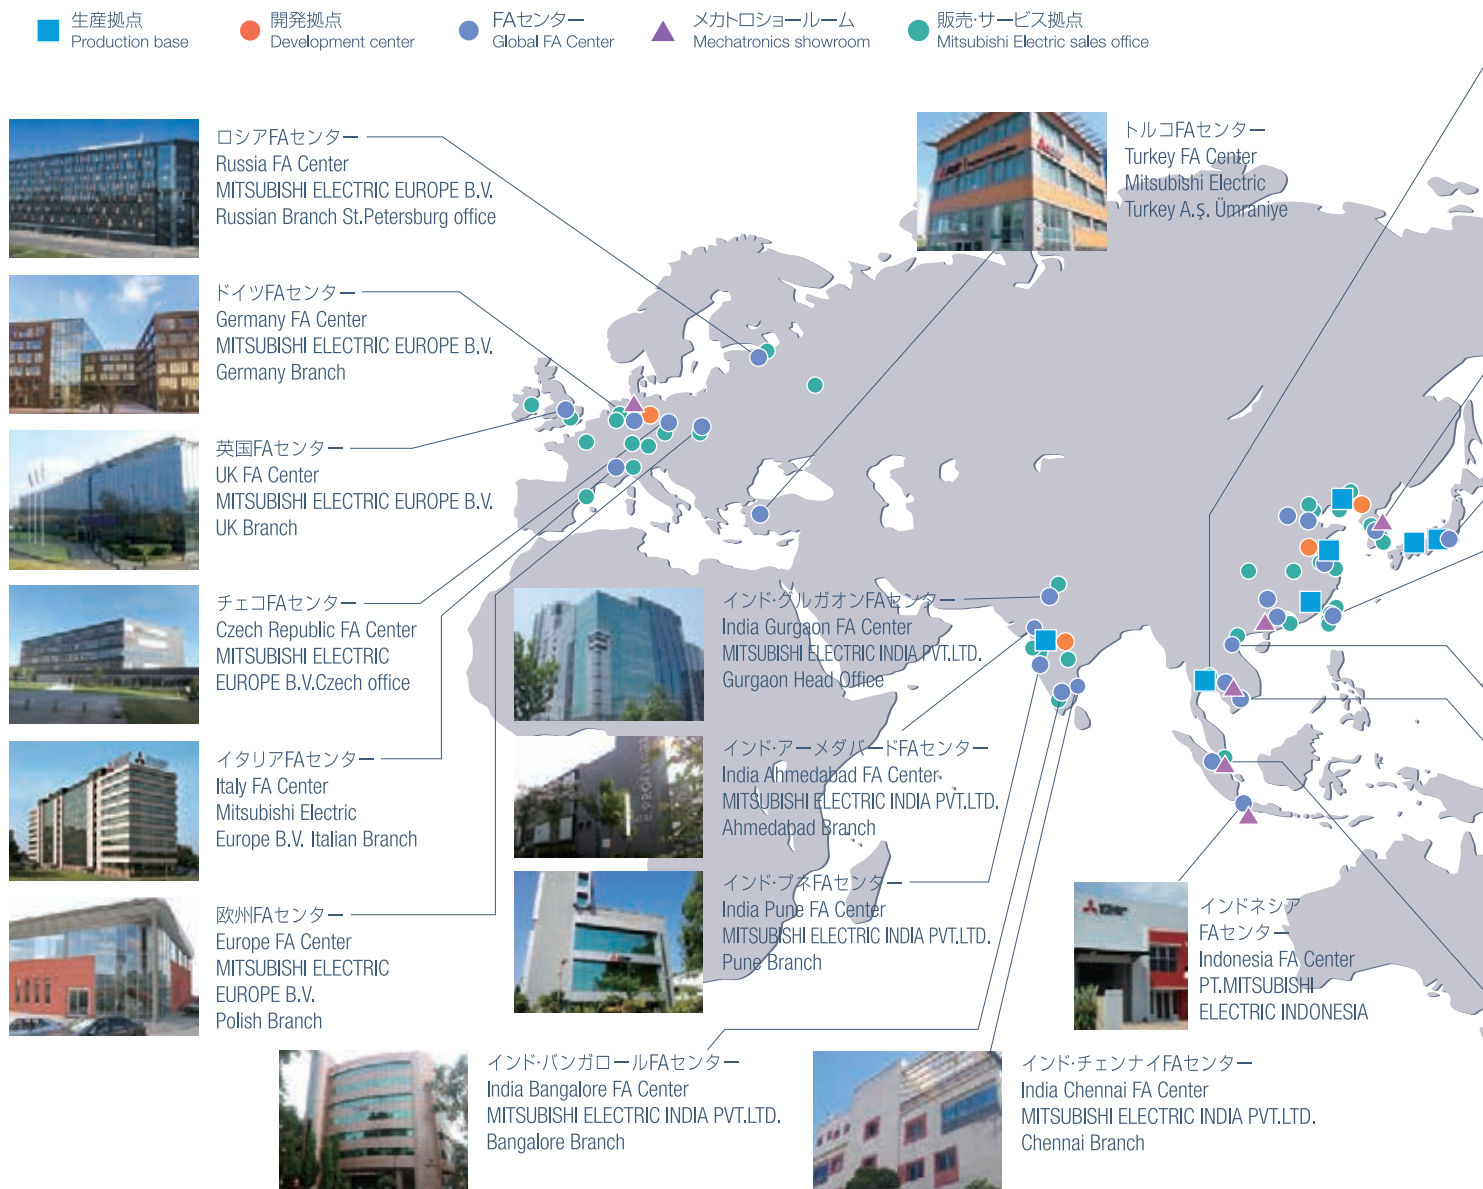 生産拠点
Production base
開発拠点
Development center
FAセンター
Global FA Center
メカトロショールーム
Mechatronics showroom
販売・サービス拠点
Mitsubishi Electric sales office
ロシアFAセンター
Russia FA Center
MITSUBISHI ELECTRIC EUROPE B.V.
Russian Branch St.Petersburg office
トルコFAセンター
Turkey FA Center
Mitsubishi Electric
Turkey A.Ş. Ümraniye
ドイツFAセンター
Germany FA Center
MITSUBISHI ELECTRIC EUROPE B.V.
Germany Branch
英国FAセンター
UK FA Center
MITSUBISHI ELECTRIC EUROPE B.V.
UK Branch
チェコFAセンター
Czech Republic FA Center
MITSUBISHI ELECTRIC
EUROPE B.V.Czech office
イタリアFAセンター
Italy FA Center
Mitsubishi Electric
Europe B.V. Italian Branch
欧州FAセンター
Europe FA Center
MITSUBISHI ELECTRIC
EUROPE B.V.
Polish Branch
インド・グルガオンFAセンター
India Gurgaon FA Center
MITSUBISHI ELECTRIC INDIA PVT.LTD.
Gurgaon Head Office
インド・アーメダバードFAセンター
India Ahmedabad FA Center
MITSUBISHI ELECTRIC INDIA PVT.LTD.
Ahmedabad Branch
インド・プネFAセンター
India Pune FA Center
MITSUBISHI ELECTRIC INDIA PVT.LTD.
Pune Branch
インドネシア
FAセンター
Indonesia FA Center
PT.MITSUBISHI
ELECTRIC INDONESIA
インド・バンガロールFAセンター
India Bangalore FA Center
MITSUBISHI ELECTRIC INDIA PVT.LTD.
Bangalore Branch
インド・チェンナイFAセンター
India Chennai FA Center
MITSUBISHI ELECTRIC INDIA PVT.LTD.
Chennai Branch